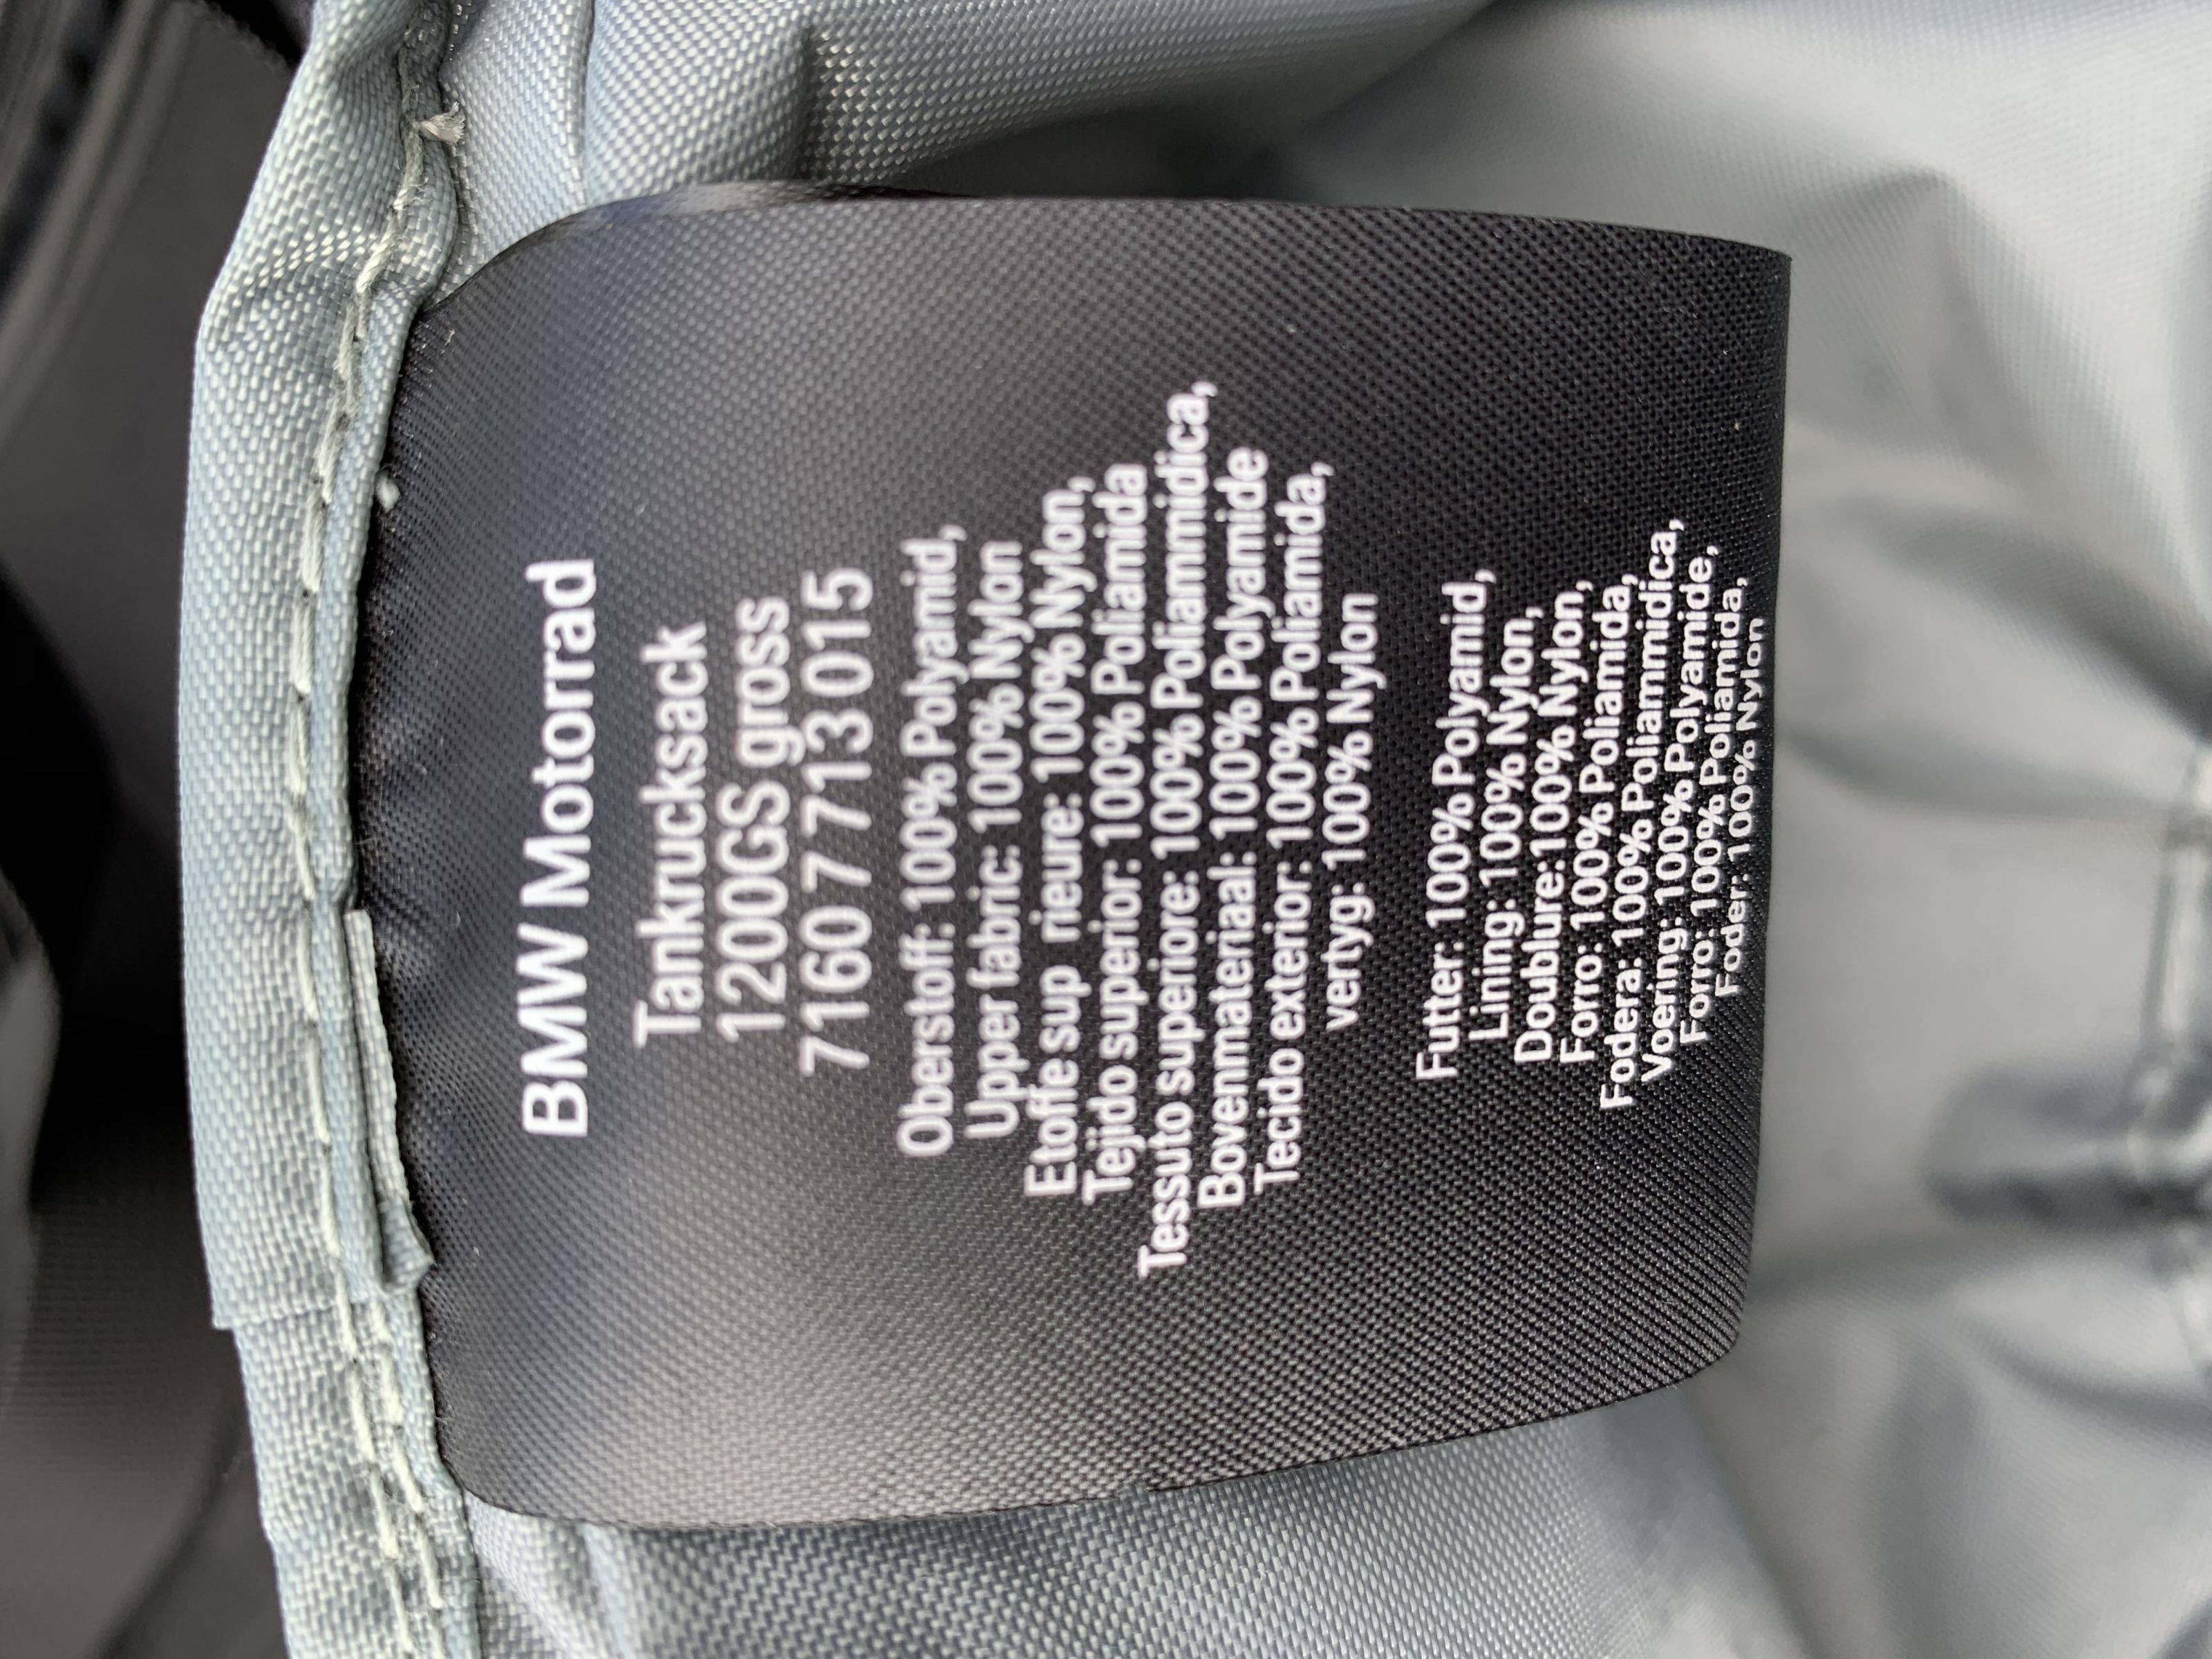 BMW Motorrad
Tankrucksack
1200GS gross
7160 7 713 015
Oberstoff: 100% Polyamid,
Upper fabric: 100% Nylon
Etoffe sup rieure: 100% Nylon,
Tejido superior: 100% Poliamida
Tessuto superiore: 100% Poliammidica,
Bovenmateriaal: 100% Polyamide
Tecido exterior: 100% Poliamida,
vertyg: 100% Nylon
Futter: 100% Polyamid,
Lining: 100% Nylon,
Doublure:100% Nylon,
Forro: 100% Poliamida,
Fodera: 100% Poliammidica,
Voering: 100% Polyamide,
Forro: 100% Poliamida,
Foder: 100% Nylon